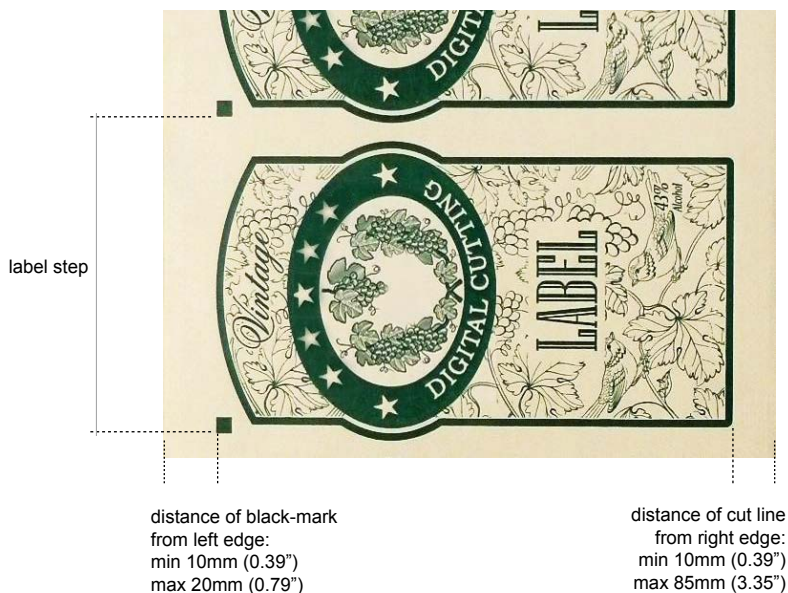 DIGITAL
L
Vintage
DIGITAL CUTTING
LABEL
43%
Alcohol
label step
distance of black-mark
from left edge:
min 10mm (0.39”)
max 20mm (0.79”)
distance of cut line
from right edge:
min 10mm (0.39”)
max 85mm (3.35”)